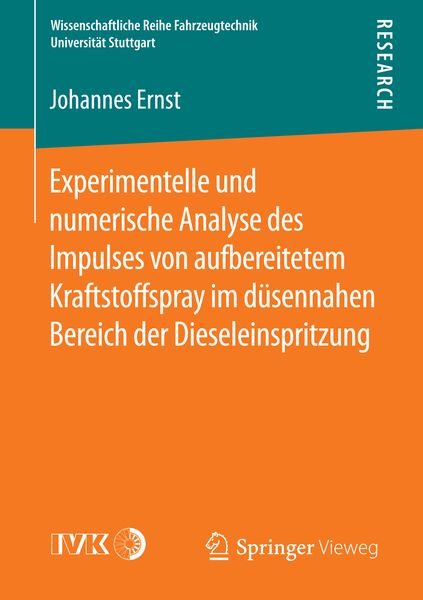 Wissenschaftliche Reihe Fahrzeugtechnik
Universität Stuttgart
RESEARCH
Johannes Ernst
Experimentelle und
numerische Analyse des
Impulses von aufbereitetem
Kraftstoffspray im düsennahen
Bereich der Dieseleinspritzung
IVK
Springer Vieweg